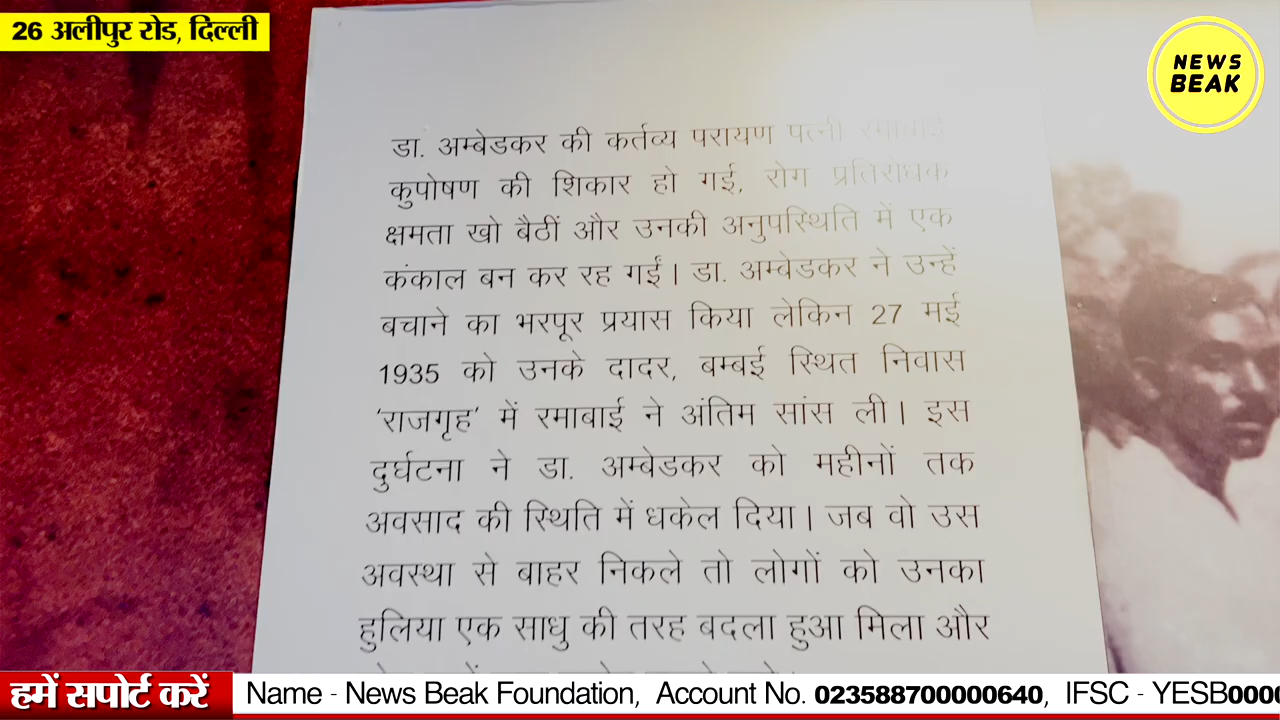 26 अलीपुर रोड, दिल्ली
NEWS
BEAK
डा. अम्बेडकर की कर्तव्य परायण पत्नी रमाबाई
कुपोषण की शिकार हो गई, रोग प्रतिरोधक
क्षमता खो बैठीं और उनकी अनुपस्थिति में एक
कंकाल बन कर रह गईं। डा. अम्बेडकर ने उन्हें
बचाने का भरपूर प्रयास किया लेकिन 27 मई
1935 को उनके दादर, बम्बई स्थित निवास
'राजगृह' में रमाबाई ने अंतिम सांस ली। इस
दुर्घटना ने डा. अम्बेडकर को महीनों तक
अवसाद की स्थिति में धकेल दिया। जब वो उस
अवस्था से बाहर निकले तो लोगों को उनका
हुलिया एक साधु की तरह बदला हुआ मिला और
हमें सपोर्ट करें Name - News Beak Foundation, Account No. 023588700000640, IFSC - YESB0000